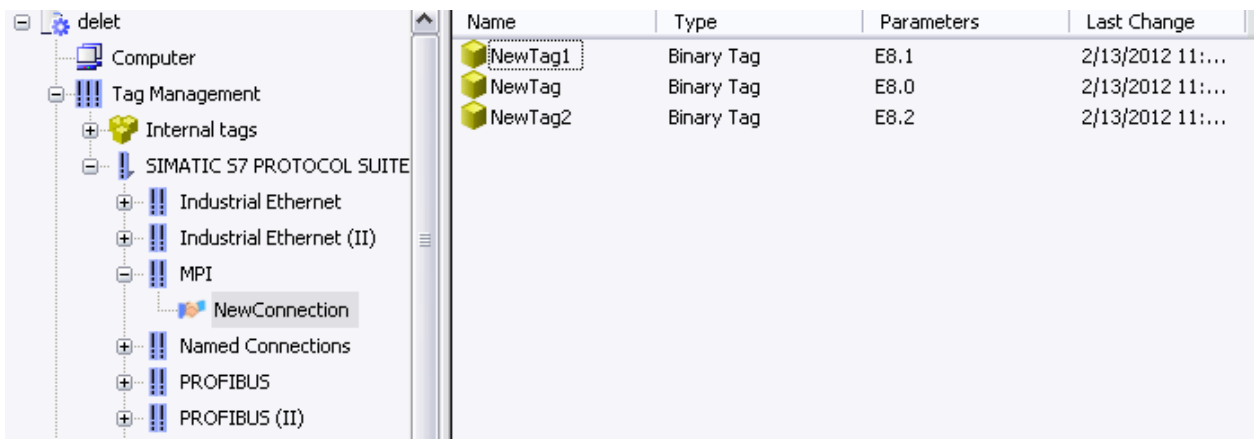 delet
Computer
Tag Management
Internal tags
SIMATIC S7 PROTOCOL SUITE
Industrial Ethernet
Industrial Ethernet (II)
MPI
NewConnection
Named Connections
PROFIBUS
PROFIBUS (II)
Name Type Parameters Last Change
NewTag1 Binary Tag E8.1 2/13/2012 11:...
NewTag Binary Tag E8.0 2/13/2012 11:...
NewTag2 Binary Tag E8.2 2/13/2012 11:...